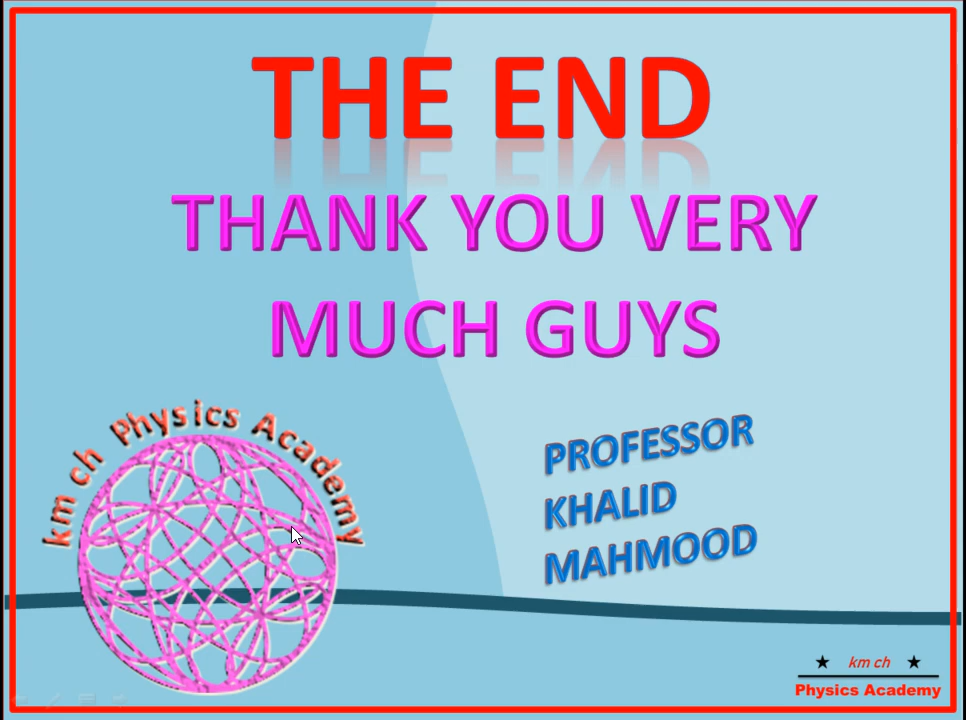 THE END
THANK YOU VERY
MUCH GUYS
km ch Physics Academy
PROFESSOR
KHALID
MAHMOOD
★ km ch ★
Physics Academy